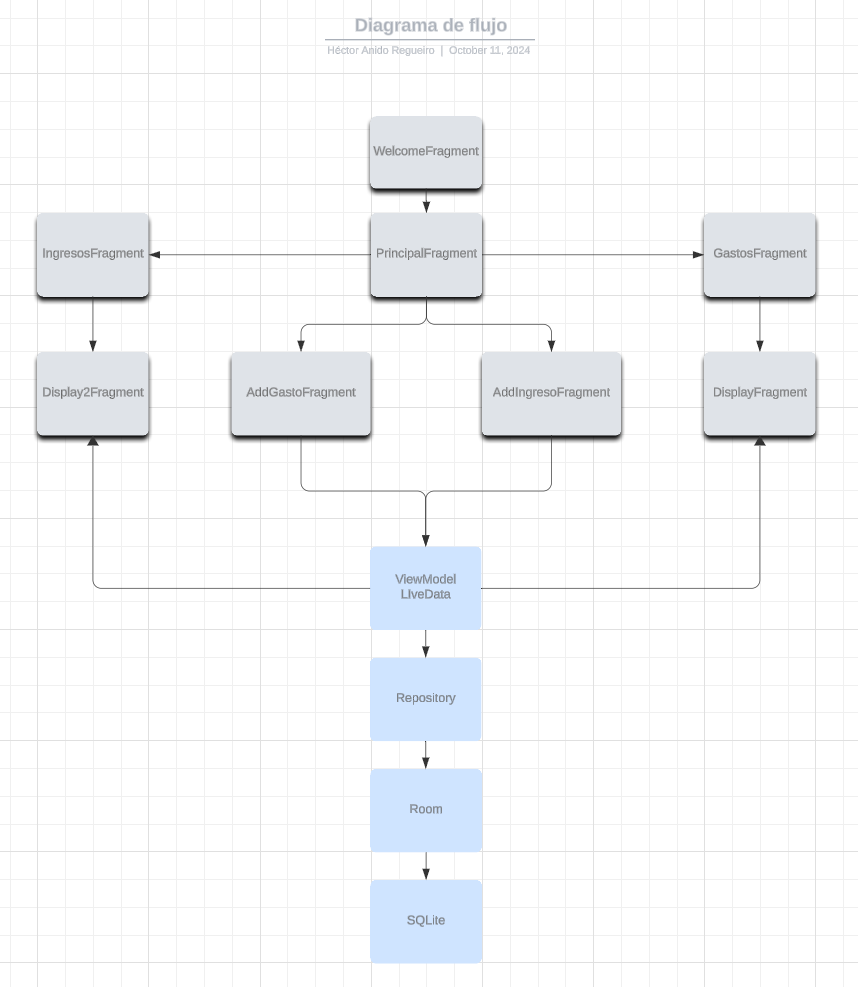 Diagrama de flujo
Héctor Anido Regueiro | October 11, 2024
WelcomeFragment
IngresosFragment
PrincipalFragment
GastosFragment
Display2Fragment
AddGastoFragment
AddIngresoFragment
DisplayFragment
ViewModel
LIveData
Repository
Room
SQLite